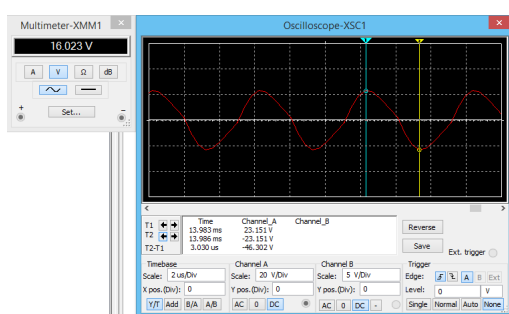 Multimeter-XMM1 ×
16.023 V
A V Ω dB
+ Set... −
Oscilloscope-XSC1 ×
Time Channel_A Channel_B
T1 13.983 ms 23.151 V
T2 13.986 ms -23.151 V
T2-T1 3.030 us -46.302 V
Reverse
Save
Ext. trigger
Timebase
Scale: 2 us/Div
X pos.(Div): 0
Y/T Add B/A A/B
Channel A
Scale: 20 V/Div
Y pos.(Div): 0
AC 0 DC
Channel B
Scale: 5 V/Div
Y pos.(Div): 0
AC 0 DC -
Trigger
Edge: A B Ext
Level: 0 V
Single Normal Auto None